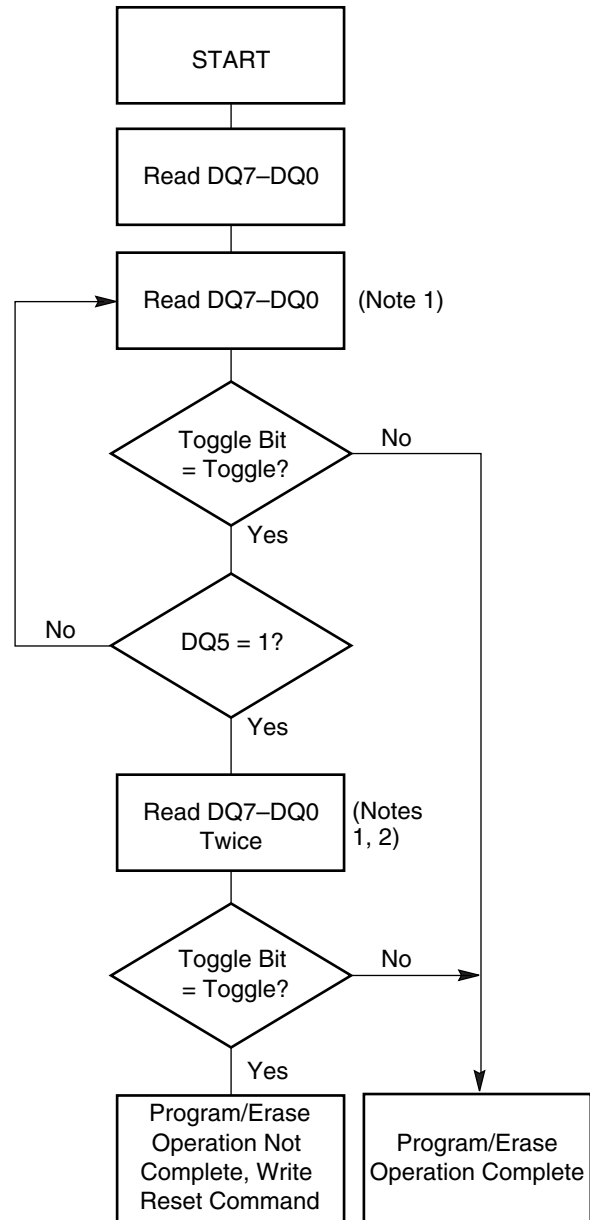 START
Read DQ7–DQ0
Read DQ7–DQ0
(Note 1)
Toggle Bit
= Toggle?
No
Yes
No
DQ5 = 1?
Yes
Read DQ7–DQ0
Twice
(Notes
1, 2)
Toggle Bit
= Toggle?
No
Yes
Program/Erase
Operation Not
Complete, Write
Reset Command
Program/Erase
Operation Complete